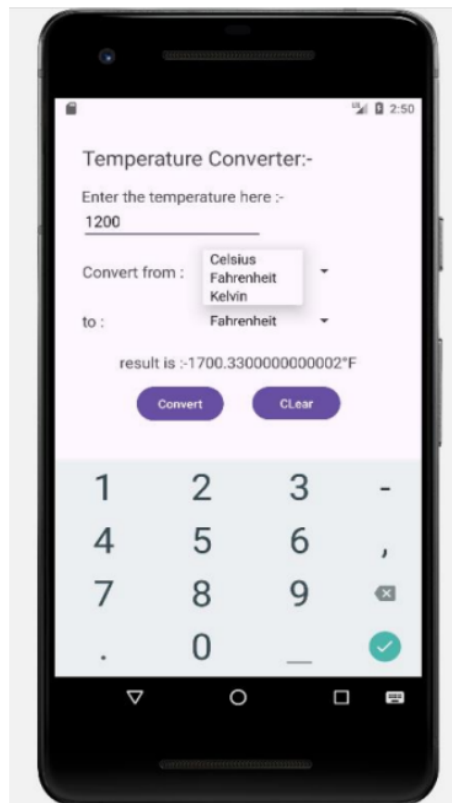 2:50
Temperature Converter:-
Enter the temperature here :-
1200
Convert from :
Celsius
Fahrenheit
Kelvin
to :
Fahrenheit
result is :-1700.3300000000002°F
Convert
CLear
1 2 3 -
4 5 6 ,
7 8 9
. 0 _